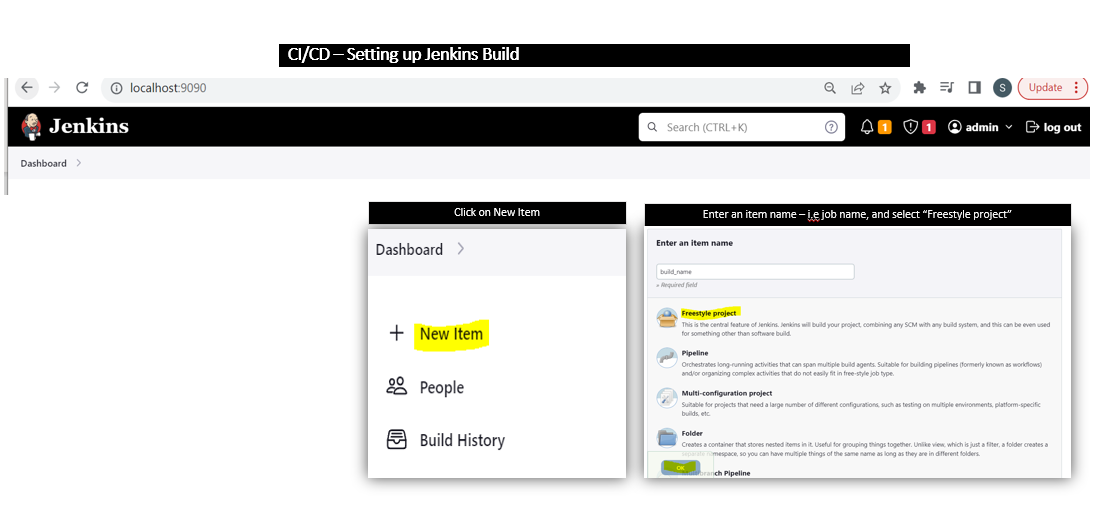 CI/CD – Setting up Jenkins Build
localhost:9090
S
Update
Jenkins
Search (CTRL+K)
?
1
1
admin
log out
Dashboard
Click on New Item
Dashboard
New Item
People
Build History
Enter an item name – i,e job name, and select “Freestyle project”
Enter an item name
build_name
» Required field
Freestyle project
This is the central feature of Jenkins. Jenkins will build your project, combining any SCM with any build system, and this can be even used
for something other than software build.
Pipeline
Orchestrates long-running activities that can span multiple build agents. Suitable for building pipelines (formerly known as workflows)
and/or organizing complex activities that do not easily fit in free-style job type.
Multi-configuration project
Suitable for projects that need a large number of different configurations, such as testing on multiple environments, platform-specific
builds, etc.
Folder
Creates a container that stores nested items in it. Useful for grouping things together. Unlike view, which is just a filter, a folder creates a
separate namespace, so you can have multiple things of the same name as long as they are in different folders.
OK
Pipeline